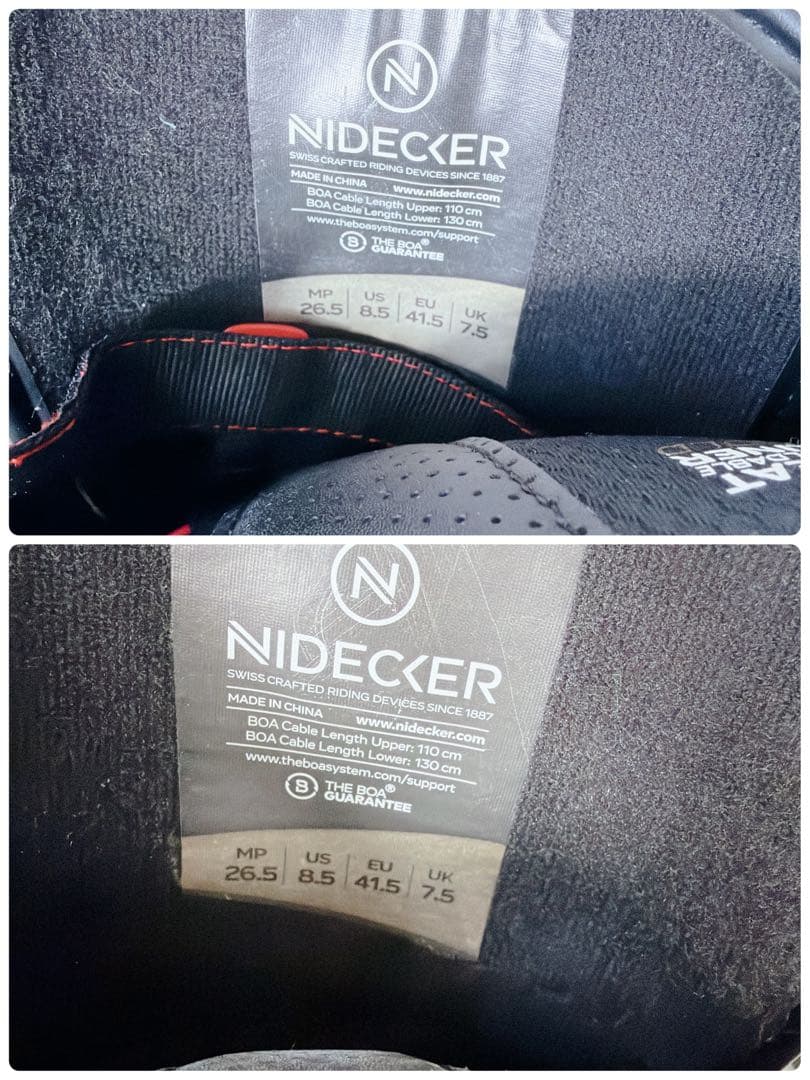 N
NIDECKER
SWISS CRAFTED RIDING DEVICES SINCE 1887
MADE IN CHINA www.nidecker.com
BOA Cable Length Upper: 110 cm
BOA Cable Length Lower: 130 cm
www.theboasystem.com/support
B THE BOA®
GUARANTEE
MP US EU UK
26.5 8.5 41.5 7.5
N
NIDECKER
SWISS CRAFTED RIDING DEVICES SINCE 1887
MADE IN CHINA www.nidecker.com
BOA Cable Length Upper: 110 cm
BOA Cable Length Lower: 130 cm
www.theboasystem.com/support
B THE BOA®
GUARANTEE
MP US EU UK
26.5 8.5 41.5 7.5